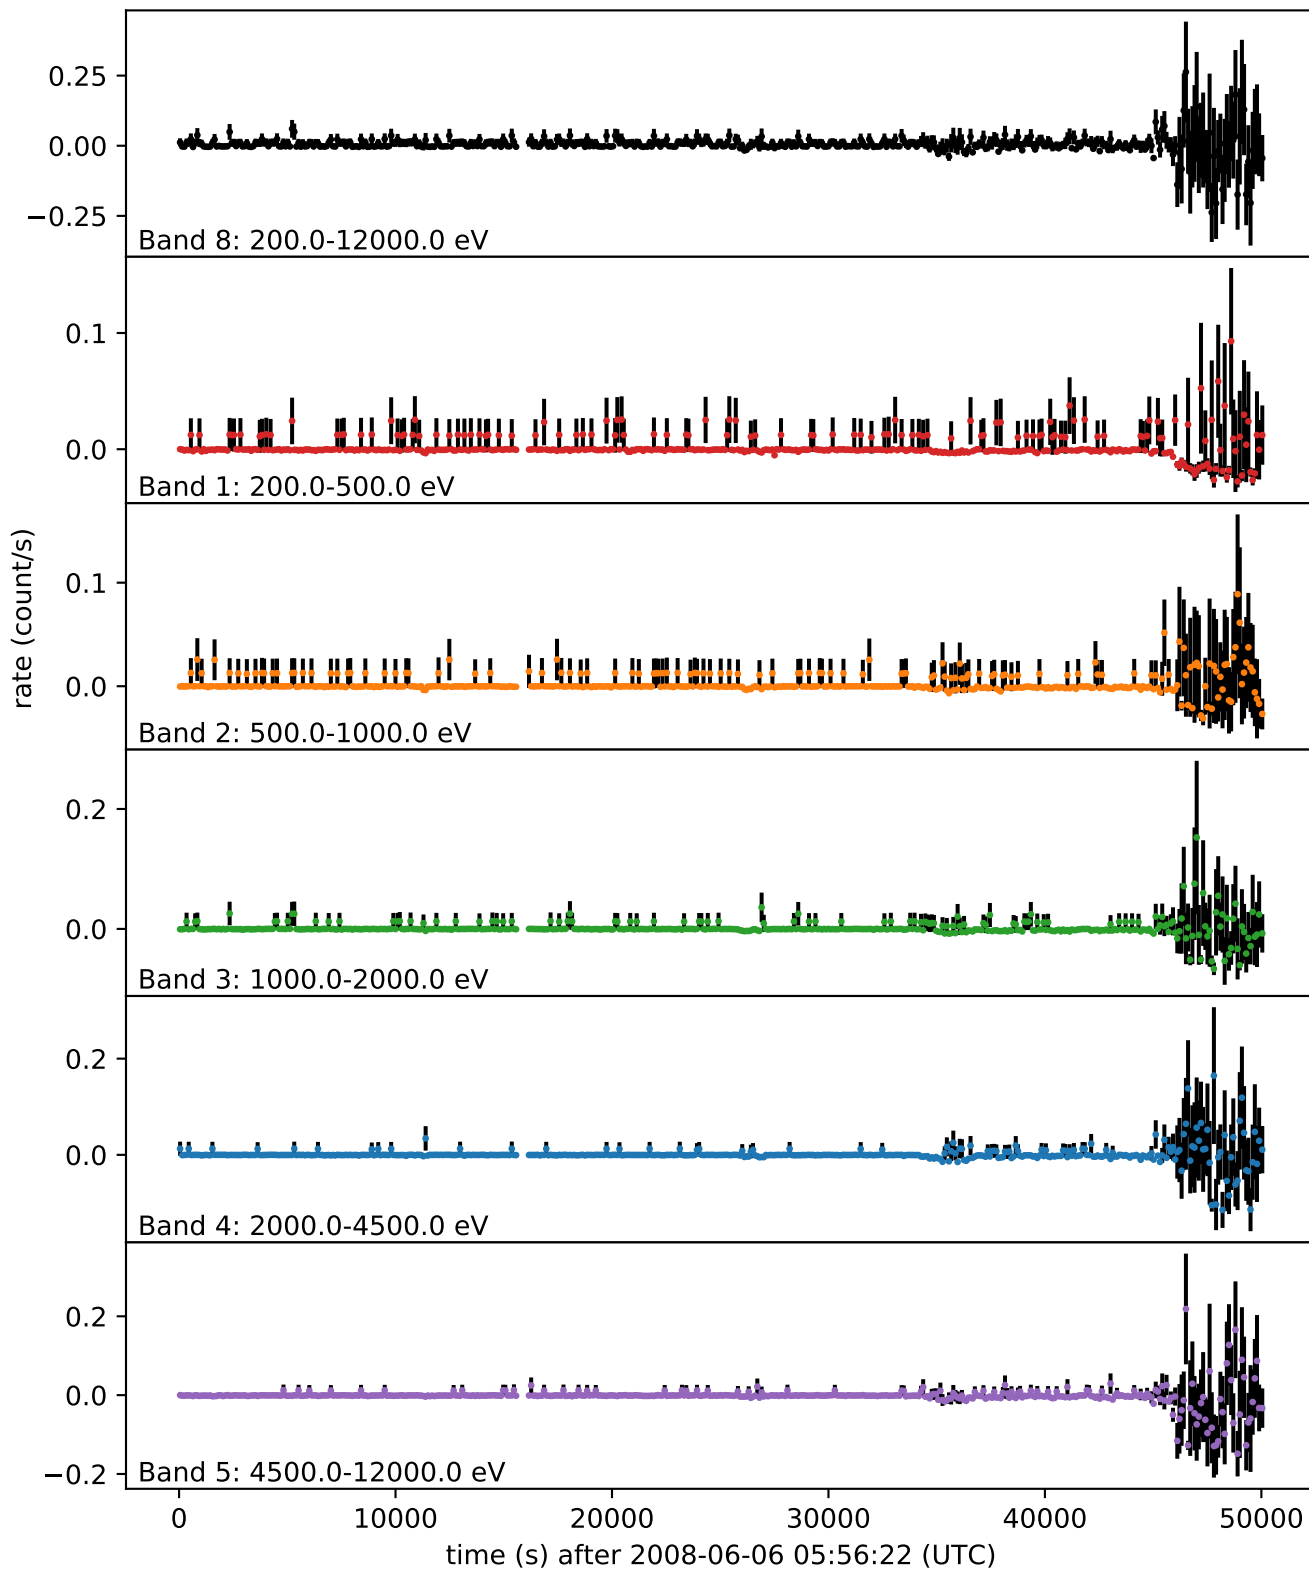 0.25
0.00
−0.25
Band 8: 200.0-12000.0 eV
0.1
0.0
Band 1: 200.0-500.0 eV
rate (count/s)
0.1
0.0
Band 2: 500.0-1000.0 eV
0.2
0.0
Band 3: 1000.0-2000.0 eV
0.2
0.0
Band 4: 2000.0-4500.0 eV
0.2
0.0
−0.2
Band 5: 4500.0-12000.0 eV
0 10000 20000 30000 40000 50000
time (s) after 2008-06-06 05:56:22 (UTC)